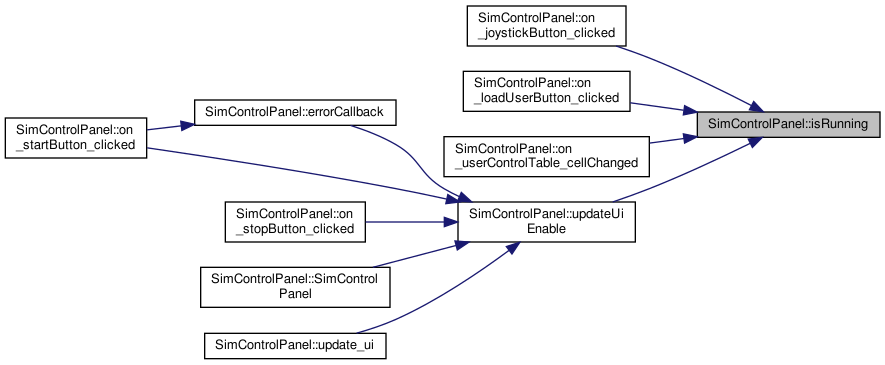 SimControlPanel::on
_joystickButton_clicked
SimControlPanel::on
_loadUserButton_clicked
SimControlPanel::errorCallback
SimControlPanel::isRunning
SimControlPanel::on
_startButton_clicked
SimControlPanel::on
_userControlTable_cellChanged
SimControlPanel::on
_stopButton_clicked
SimControlPanel::updateUi
Enable
SimControlPanel::SimControl
Panel
SimControlPanel::update_ui